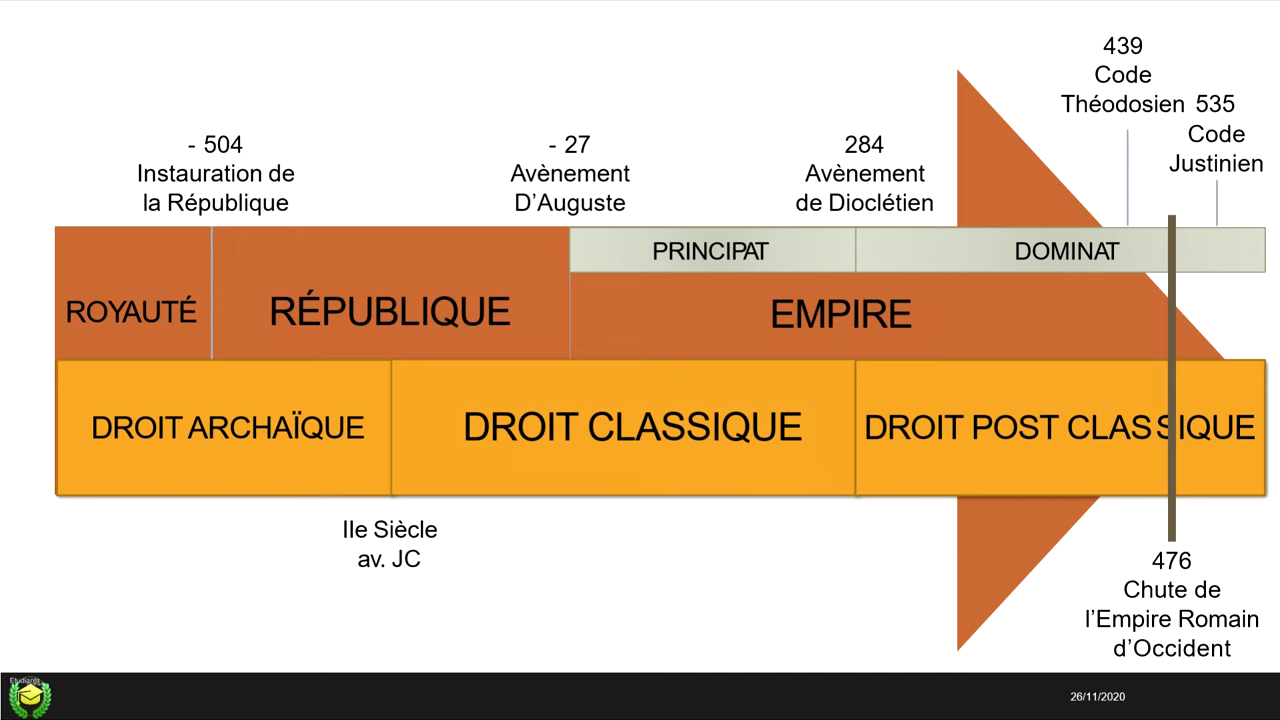 439
Code
Théodosien
535
Code
Justinien
- 504
Instauration de
la République
- 27
Avènement
D’Auguste
284
Avènement
de Dioclétien
PRINCIPAT
DOMINAT
ROYAUTÉ
RÉPUBLIQUE
EMPIRE
DROIT ARCHAÏQUE
DROIT CLASSIQUE
DROIT POST CLASSIQUE
IIe Siècle
av. JC
476
Chute de
l’Empire Romain
d’Occident
26/11/2020